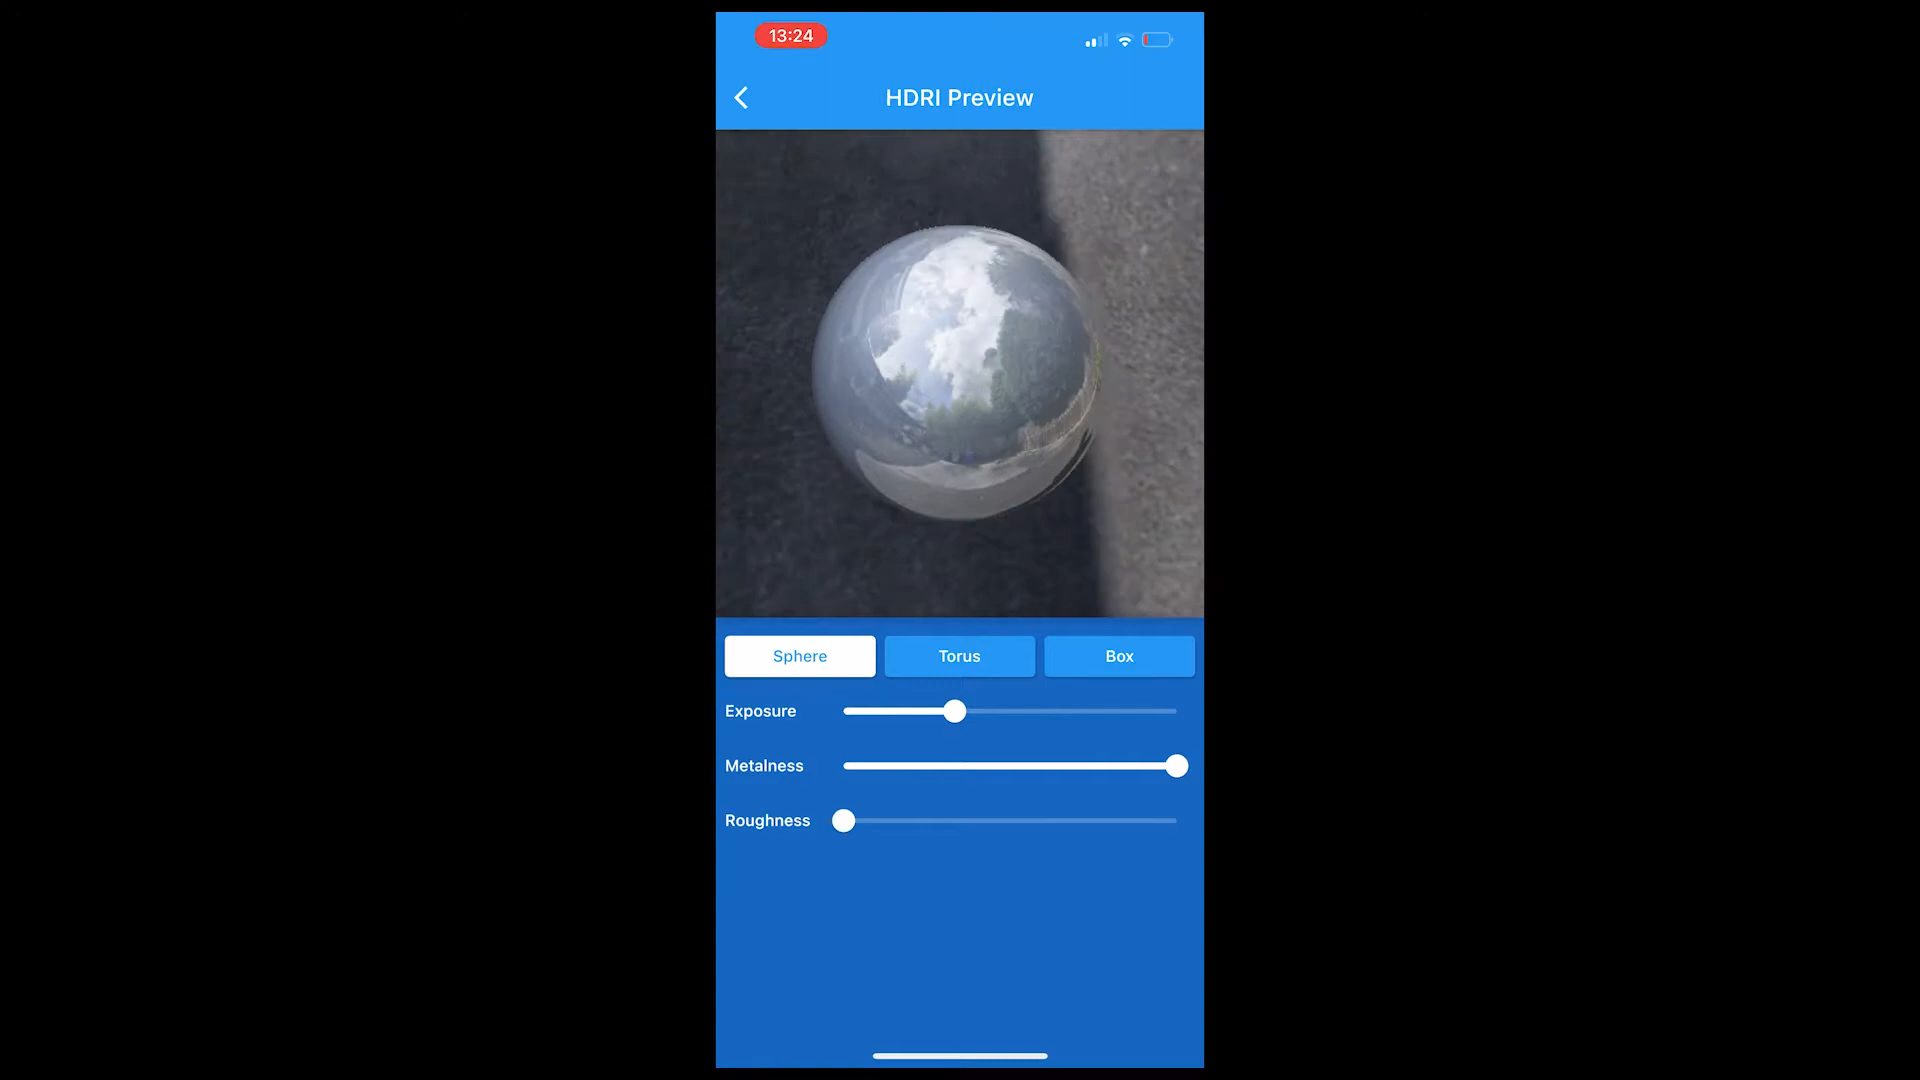 13:24
HDRI Preview
Sphere Torus Box
Exposure
Metalness
Roughness